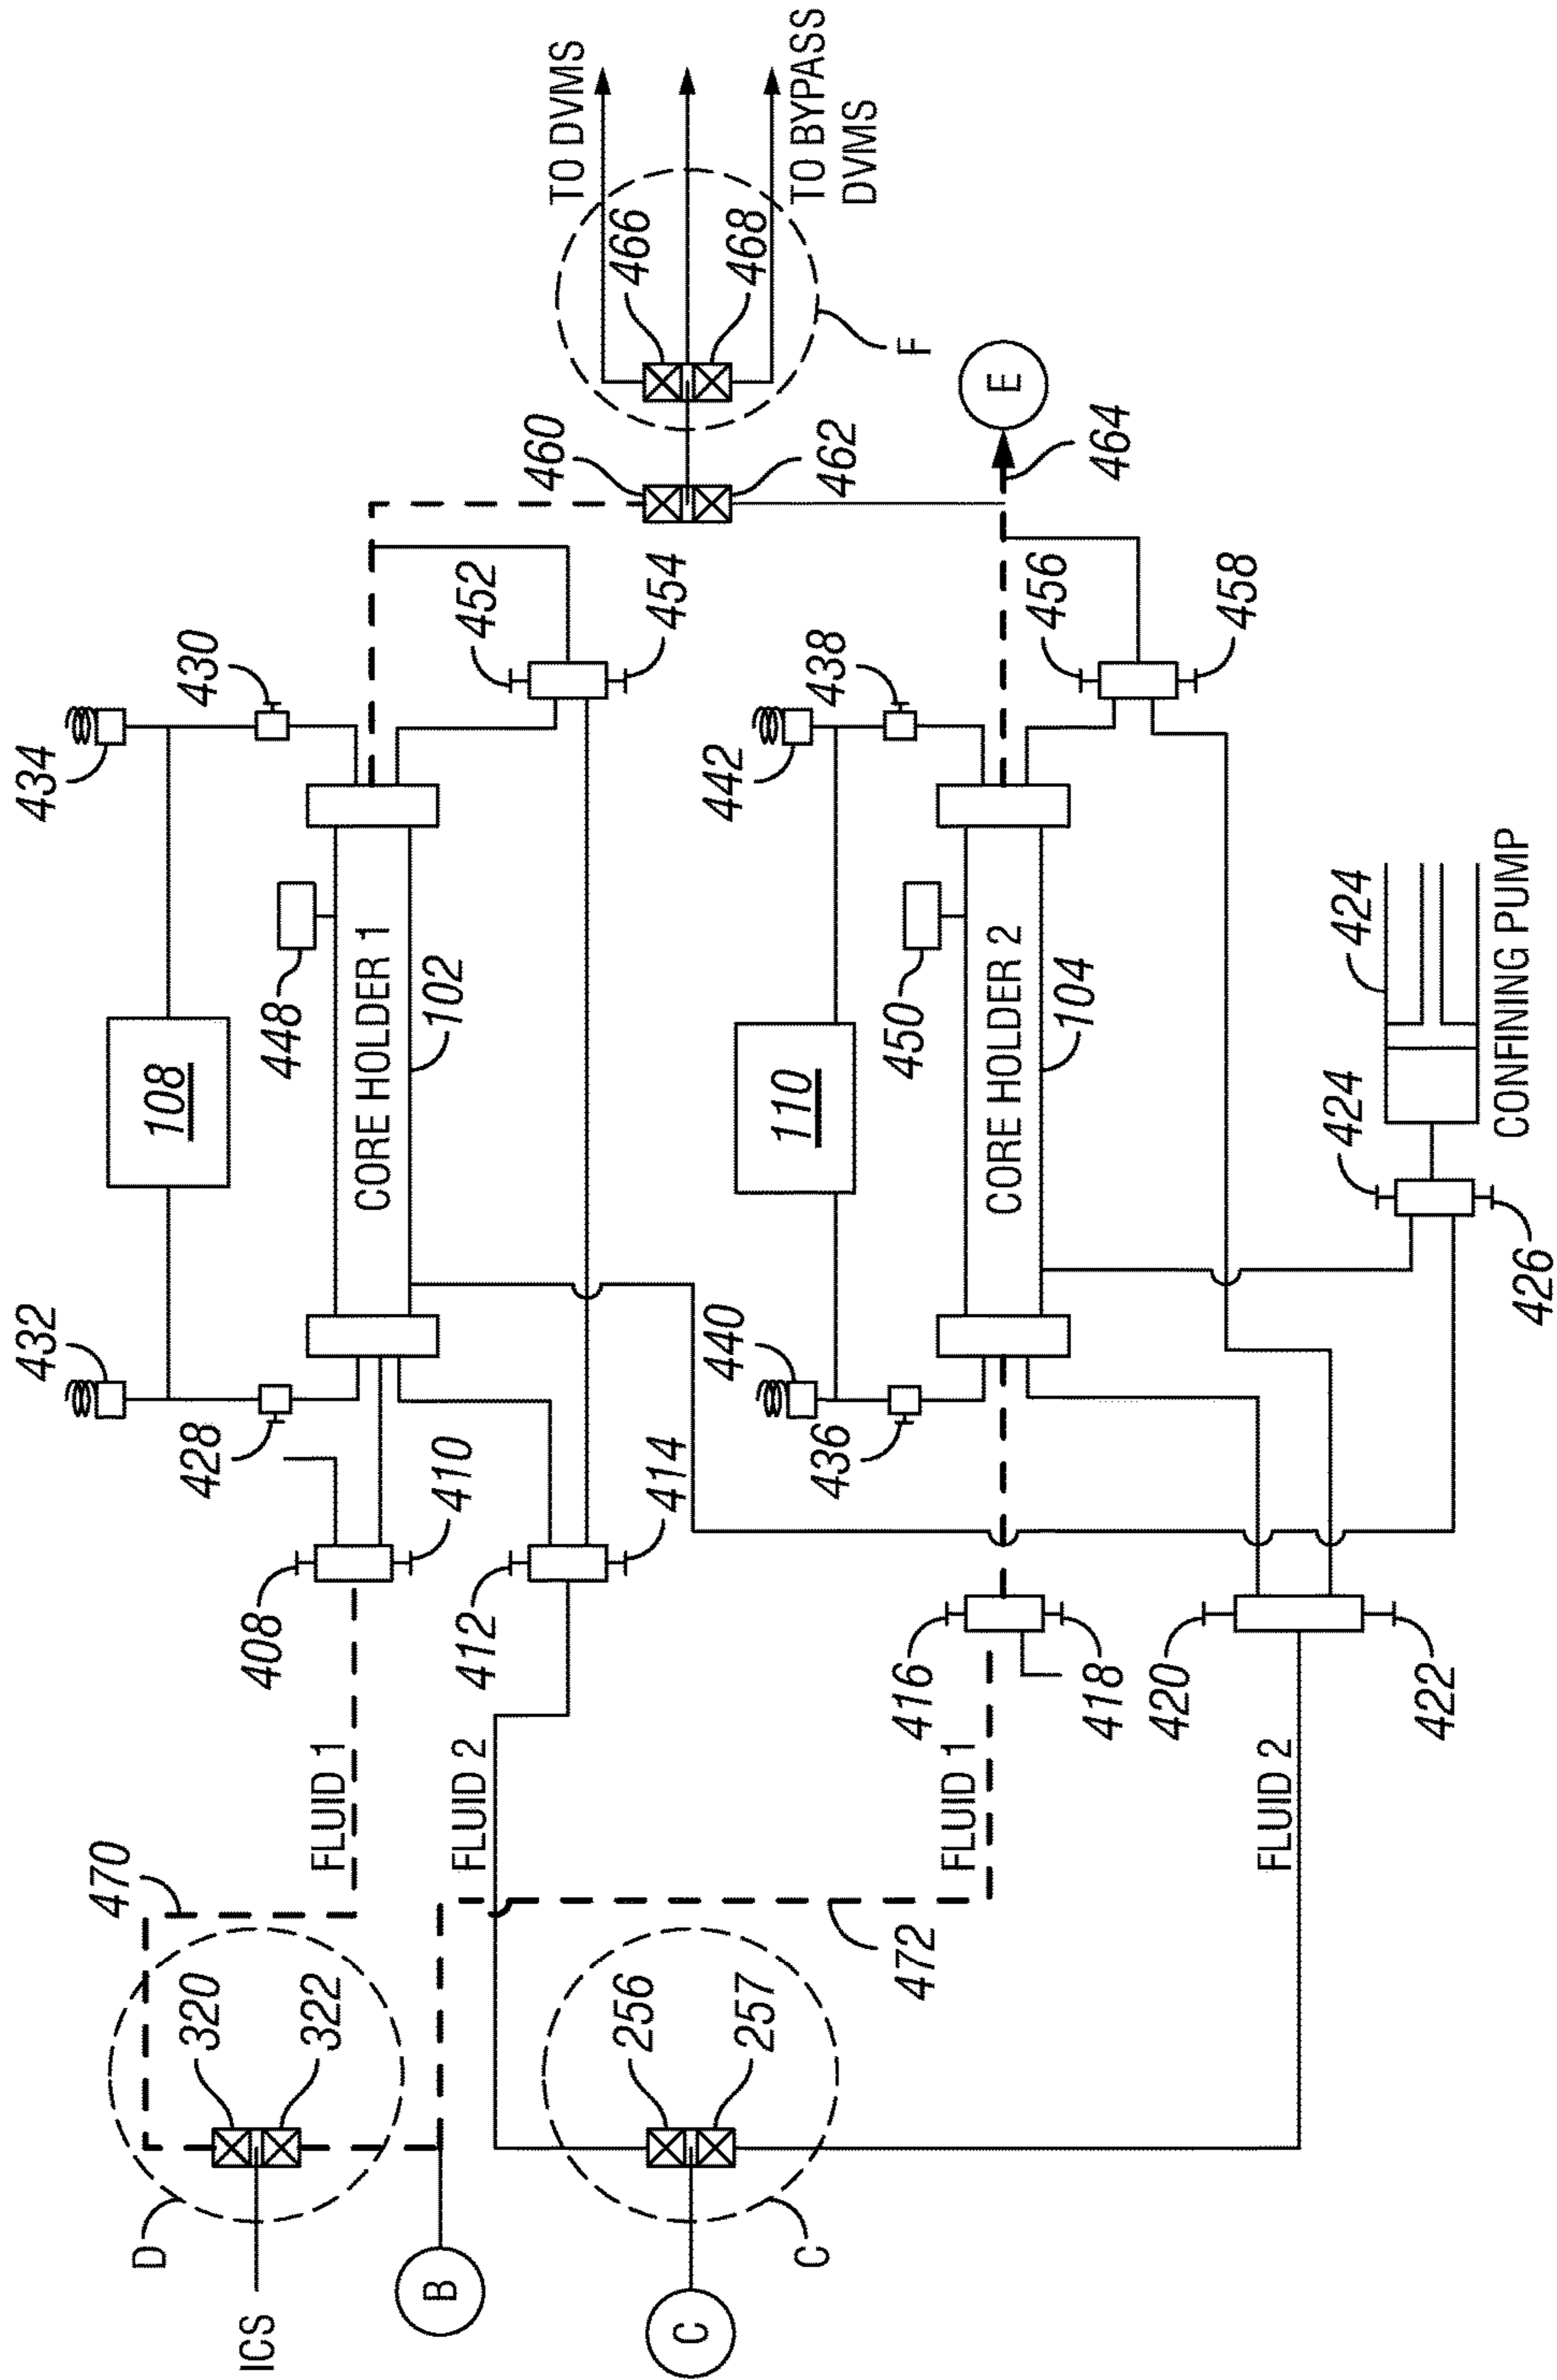 TO DVMS
466
468
TO BYPASS
DVMS
F
460
462
E
464
434
430
452
454
442
438
456
458
108
448
CORE HOLDER 1
102
110
450
CORE HOLDER 2
104
424
424
CONFINING PUMP
426
432
428
408
410
412
414
440
436
416
418
420
422
470
FLUID 1
FLUID 2
FLUID 1
472
FLUID 2
D
320
322
256
257
C
ICS
B
C